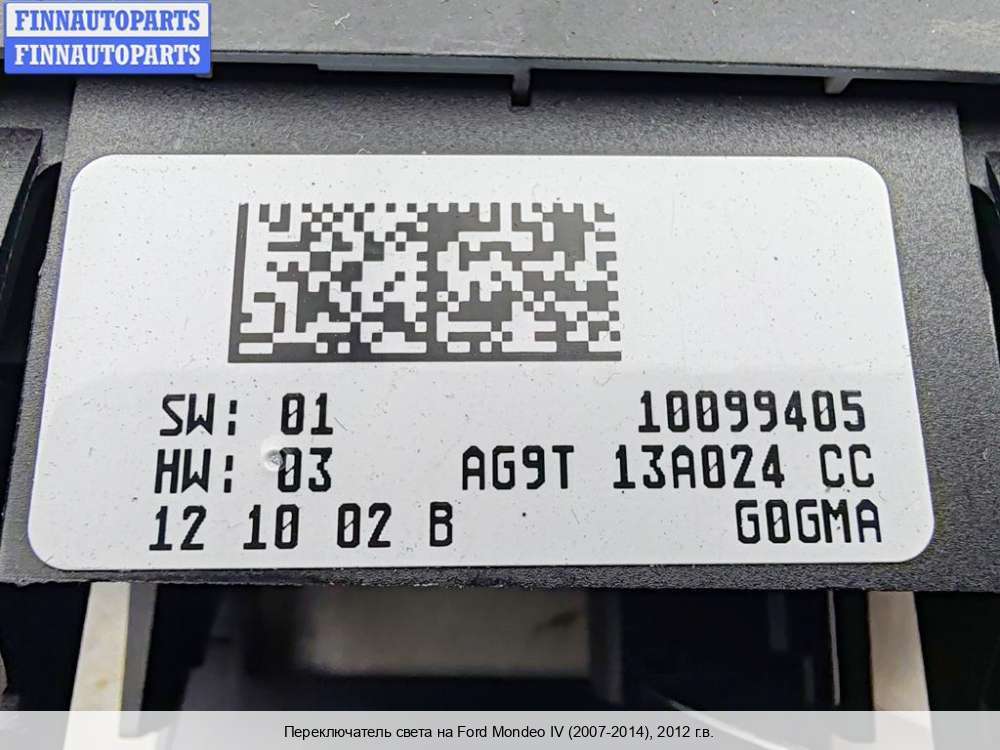 FINNAUTOPARTS
FINNAUTOPARTS
SW: 01 10099405
HW: 03 AG9T 13A024 CC
12 10 02 B G0GMA
Переключатель света на Ford Mondeo IV (2007-2014), 2012 г.в.